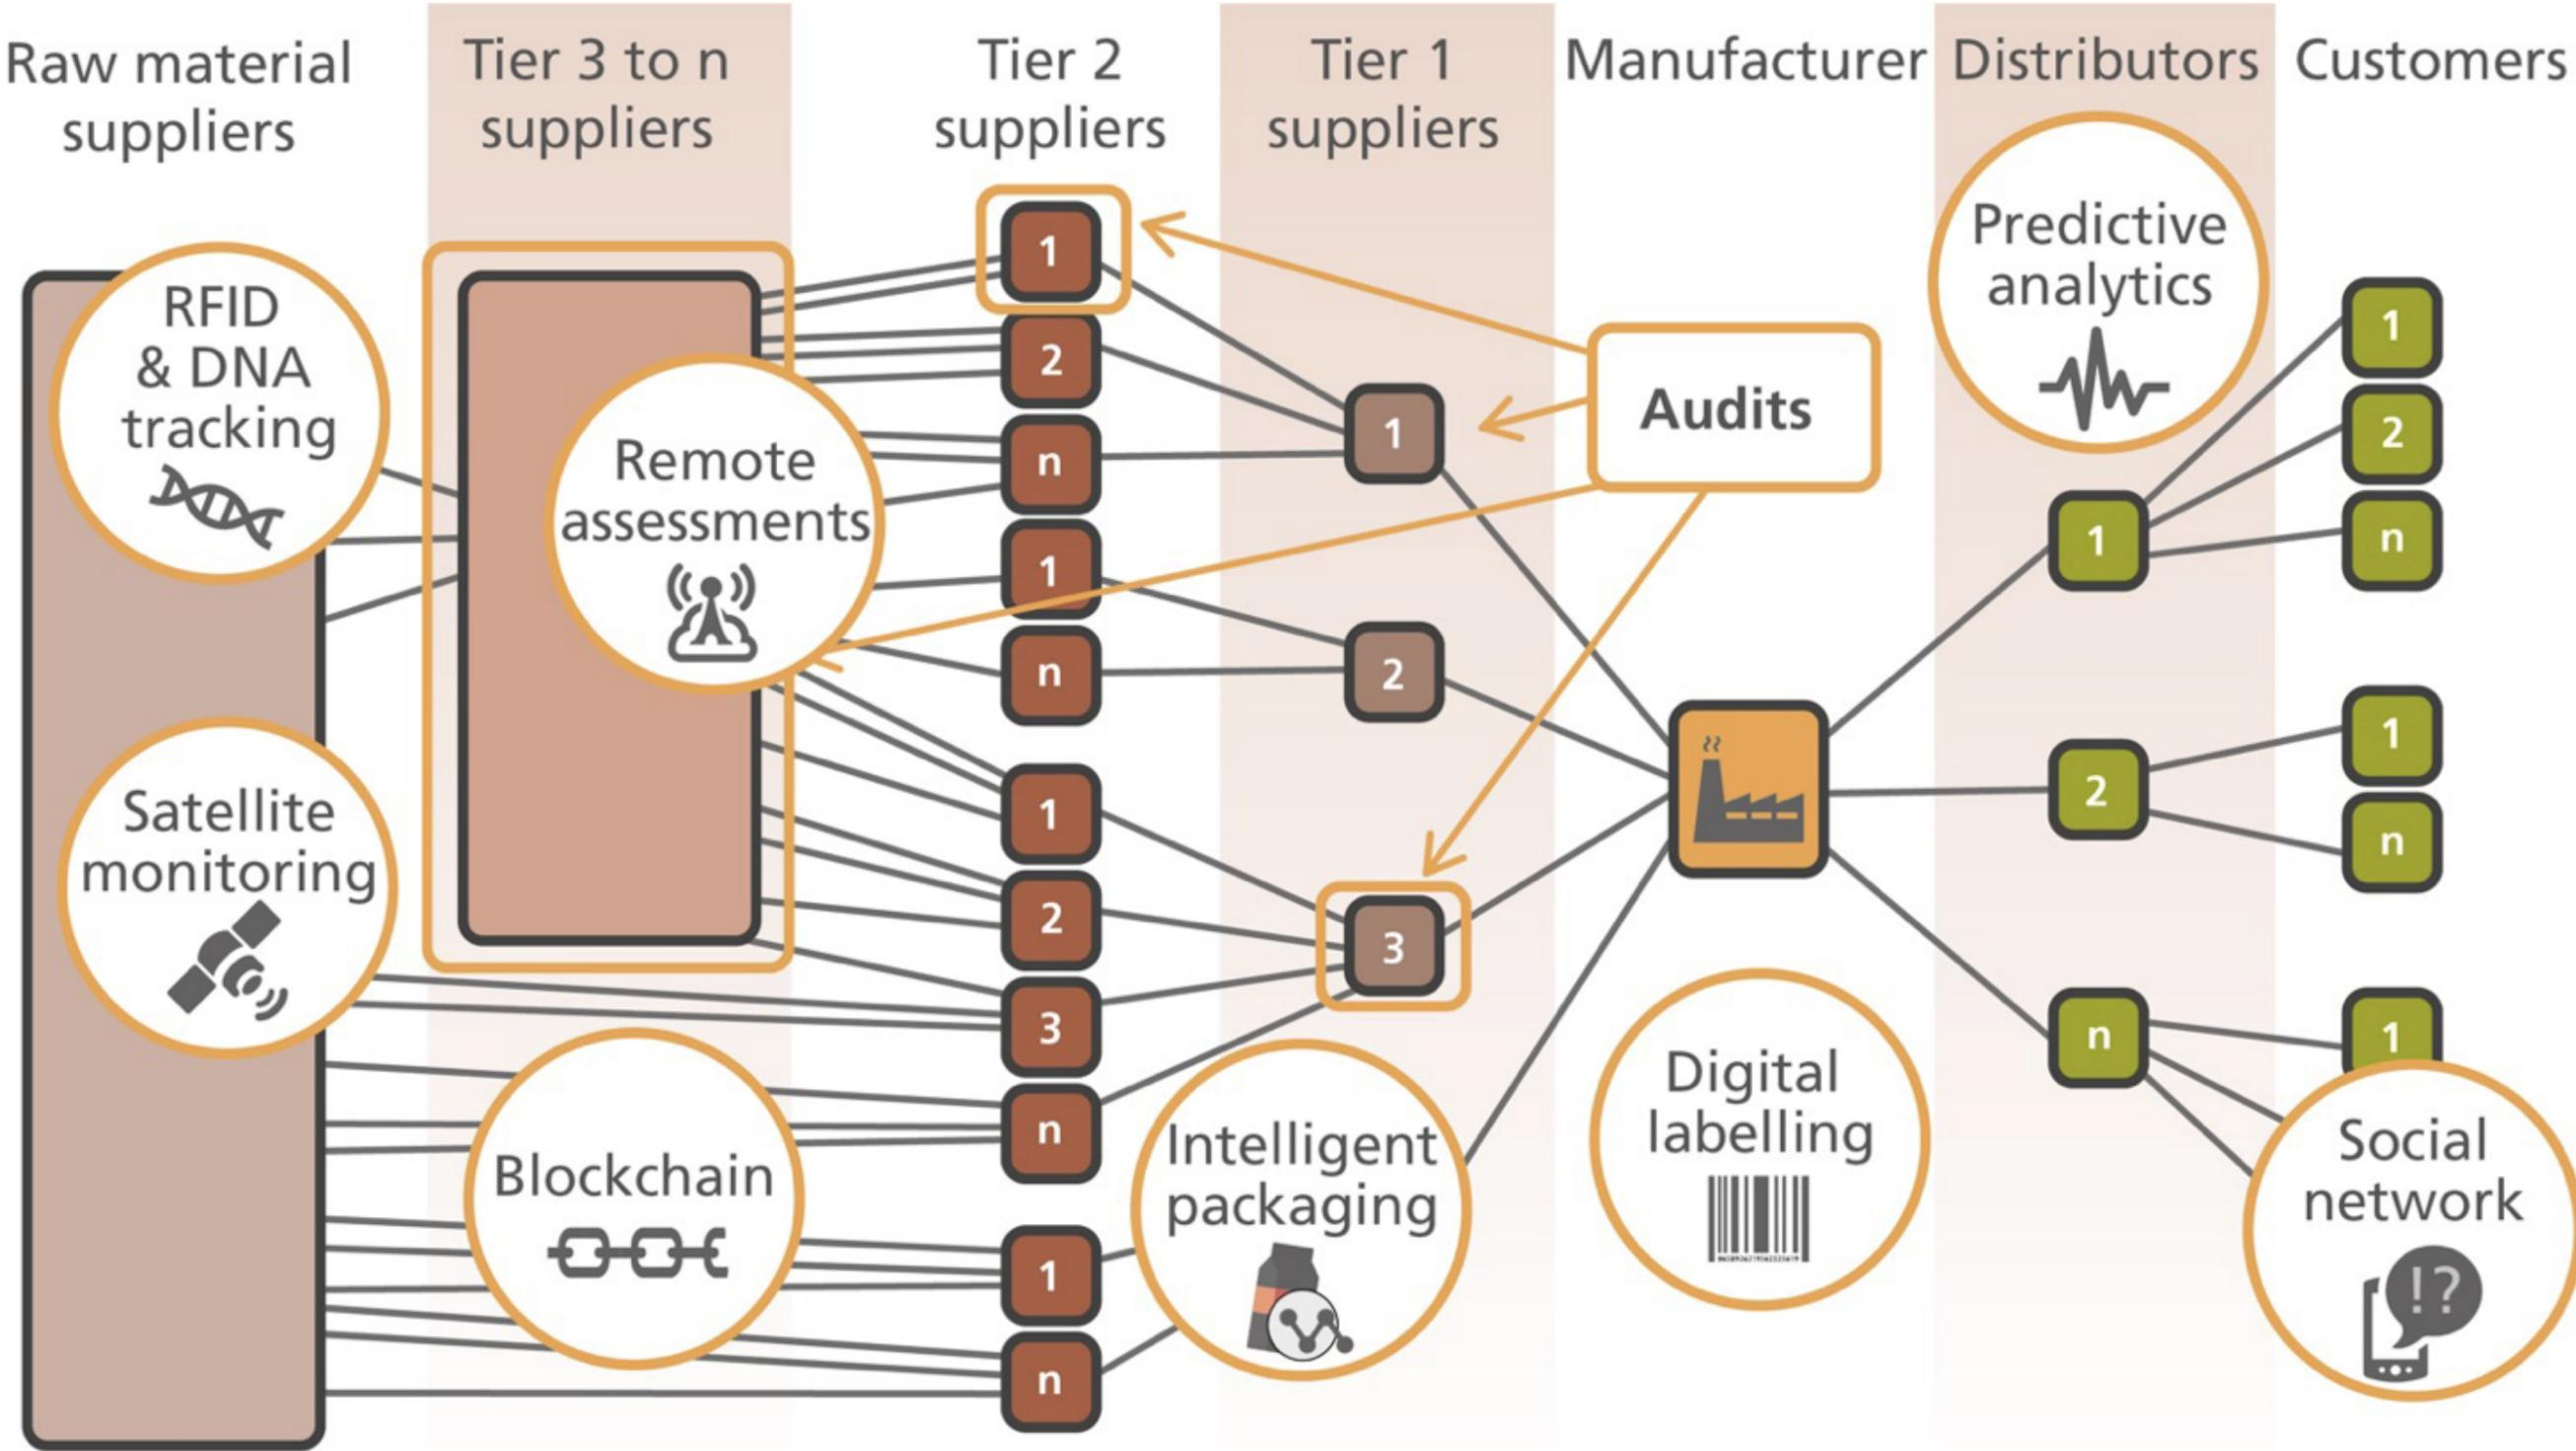 Raw material
suppliers
Tier 3 to n
suppliers
Tier 2
suppliers
Tier 1
suppliers
Manufacturer
Distributors
Customers
RFID
& DNA
tracking
Satellite
monitoring
Remote
assessments
Blockchain
1
2
n
1
n
1
2
3
n
1
n
1
2
3
Audits
Intelligent
packaging
Digital
labelling
Predictive
analytics
1
2
n
1
2
n
1
n
1
Social
network
!?